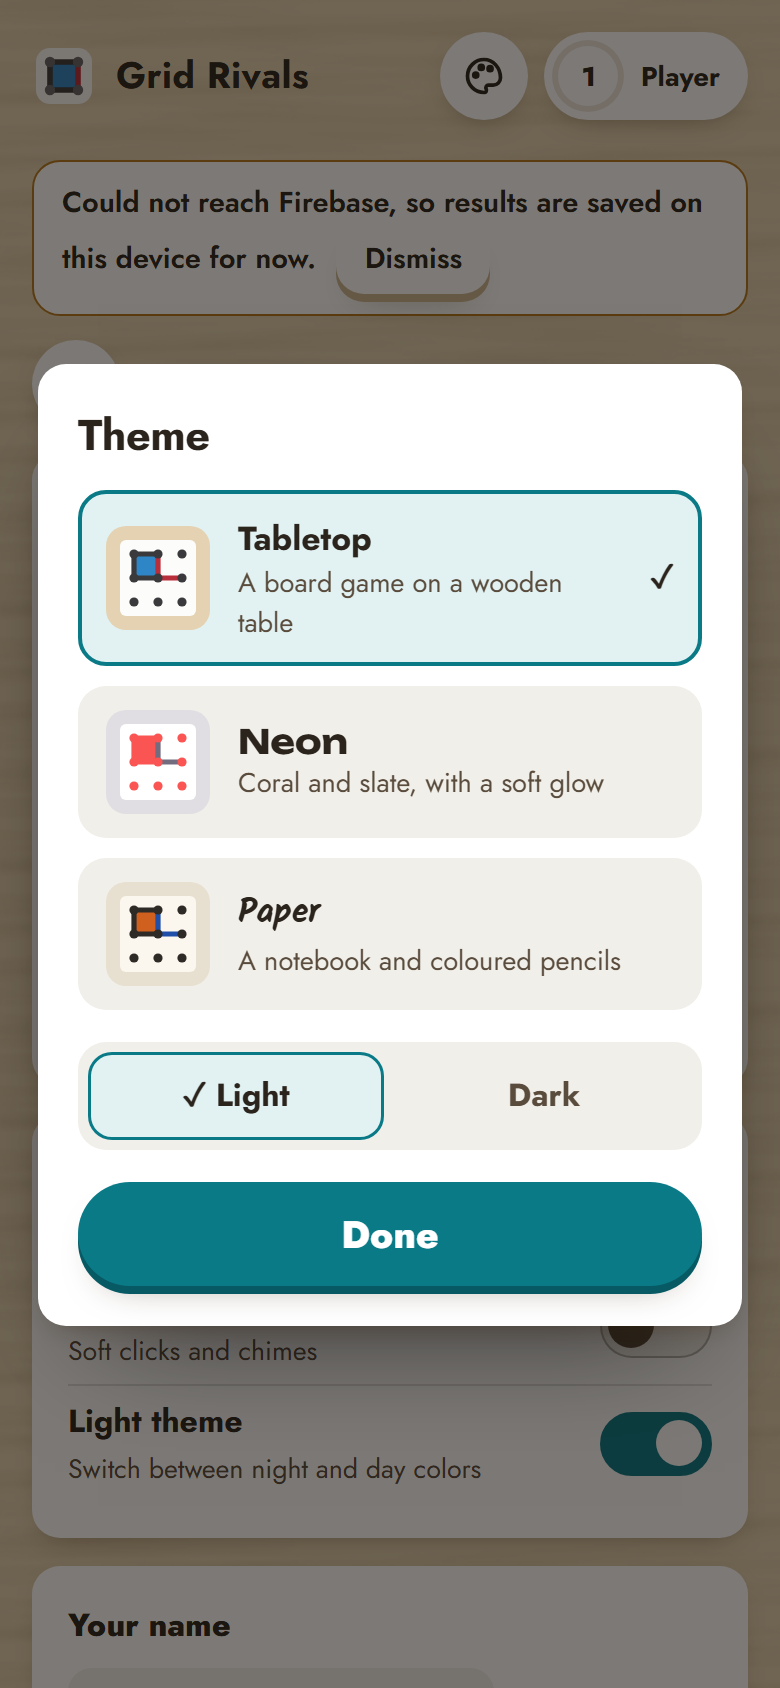 Grid Rivals
1 Player
Could not reach Firebase, so results are saved on
this device for now. Dismiss
Theme
Tabletop
A board game on a wooden
table
✓
Neon
Coral and slate, with a soft glow
Paper
A notebook and coloured pencils
✓ Light
Dark
Done
Soft clicks and chimes
Light theme
Switch between night and day colors
Your name